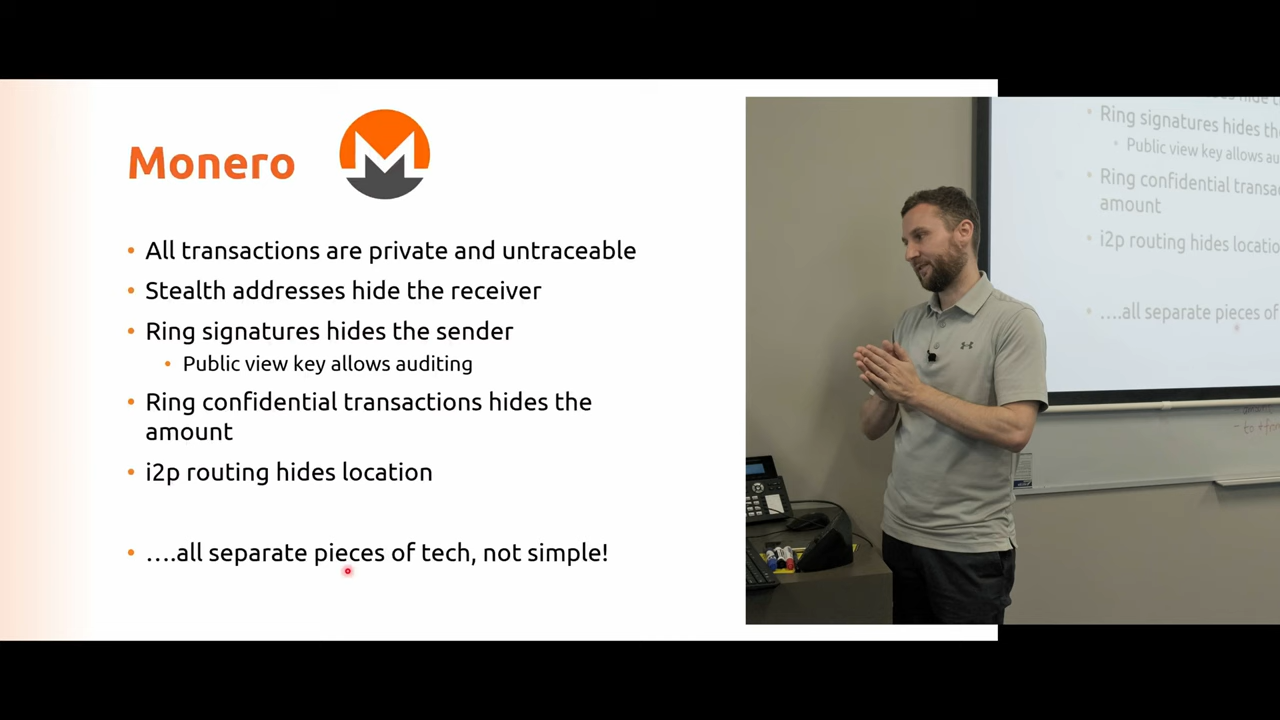 Monero
All transactions are private and untraceable
Stealth addresses hide the receiver
Ring signatures hides the sender
Public view key allows auditing
Ring confidential transactions hides the
amount
i2p routing hides location
….all separate pieces of tech, not simple!
Ring signatures hides the
Public view key allows au
Ring confidential transac
amount
i2p routing hides locatio
….all separate pieces of